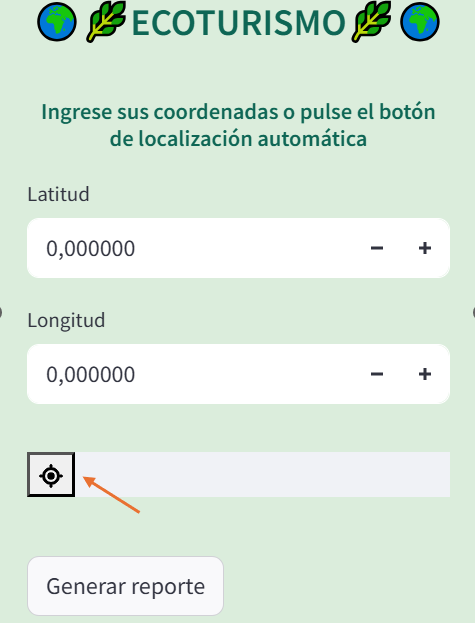 ECOTURISMO
Ingrese sus coordenadas o pulse el botón
de localización automática
Latitud
0,000000
Longitud
0,000000
Generar reporte